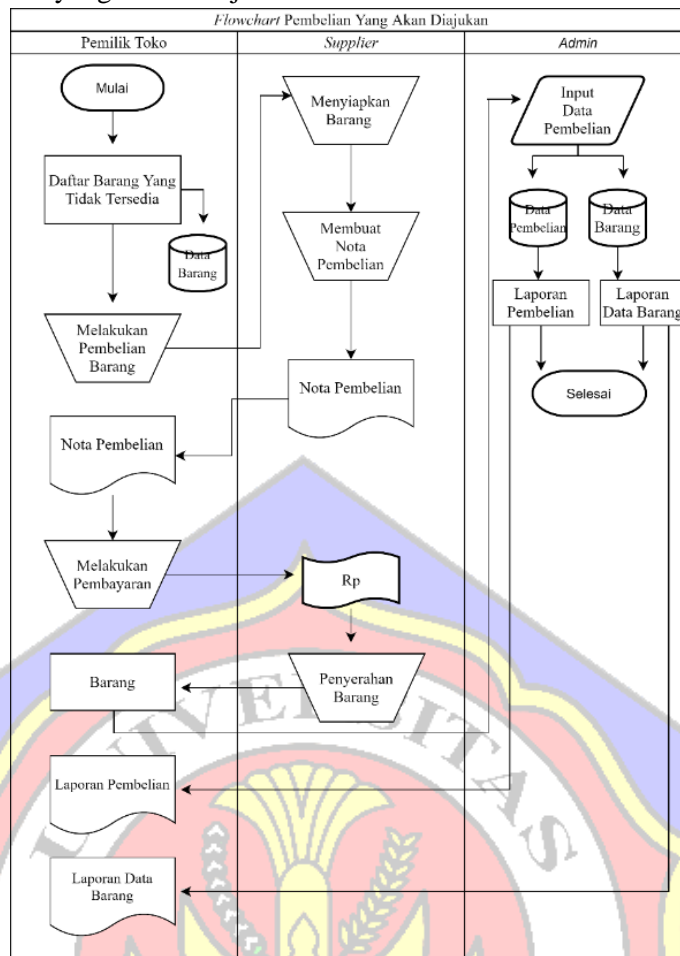 Flowchart Pembelian Yang Akan Diajukan
Pemilik Toko
Supplier
Admin
Mulai
Daftar Barang Yang
Tidak Tersedia
Data
Barang
Melakukan
Pembelian
Barang
Menyiapkan
Barang
Membuat
Nota
Pembelian
Nota Pembelian
Nota Pembelian
Melakukan
Pembayaran
Rp
Penyerahan
Barang
Barang
Input
Data
Pembelian
Data
Pembelian
Data
Barang
Laporan
Pembelian
Laporan
Data Barang
Selesai
Laporan Pembelian
Laporan Data
Barang
UNIVERSITAS